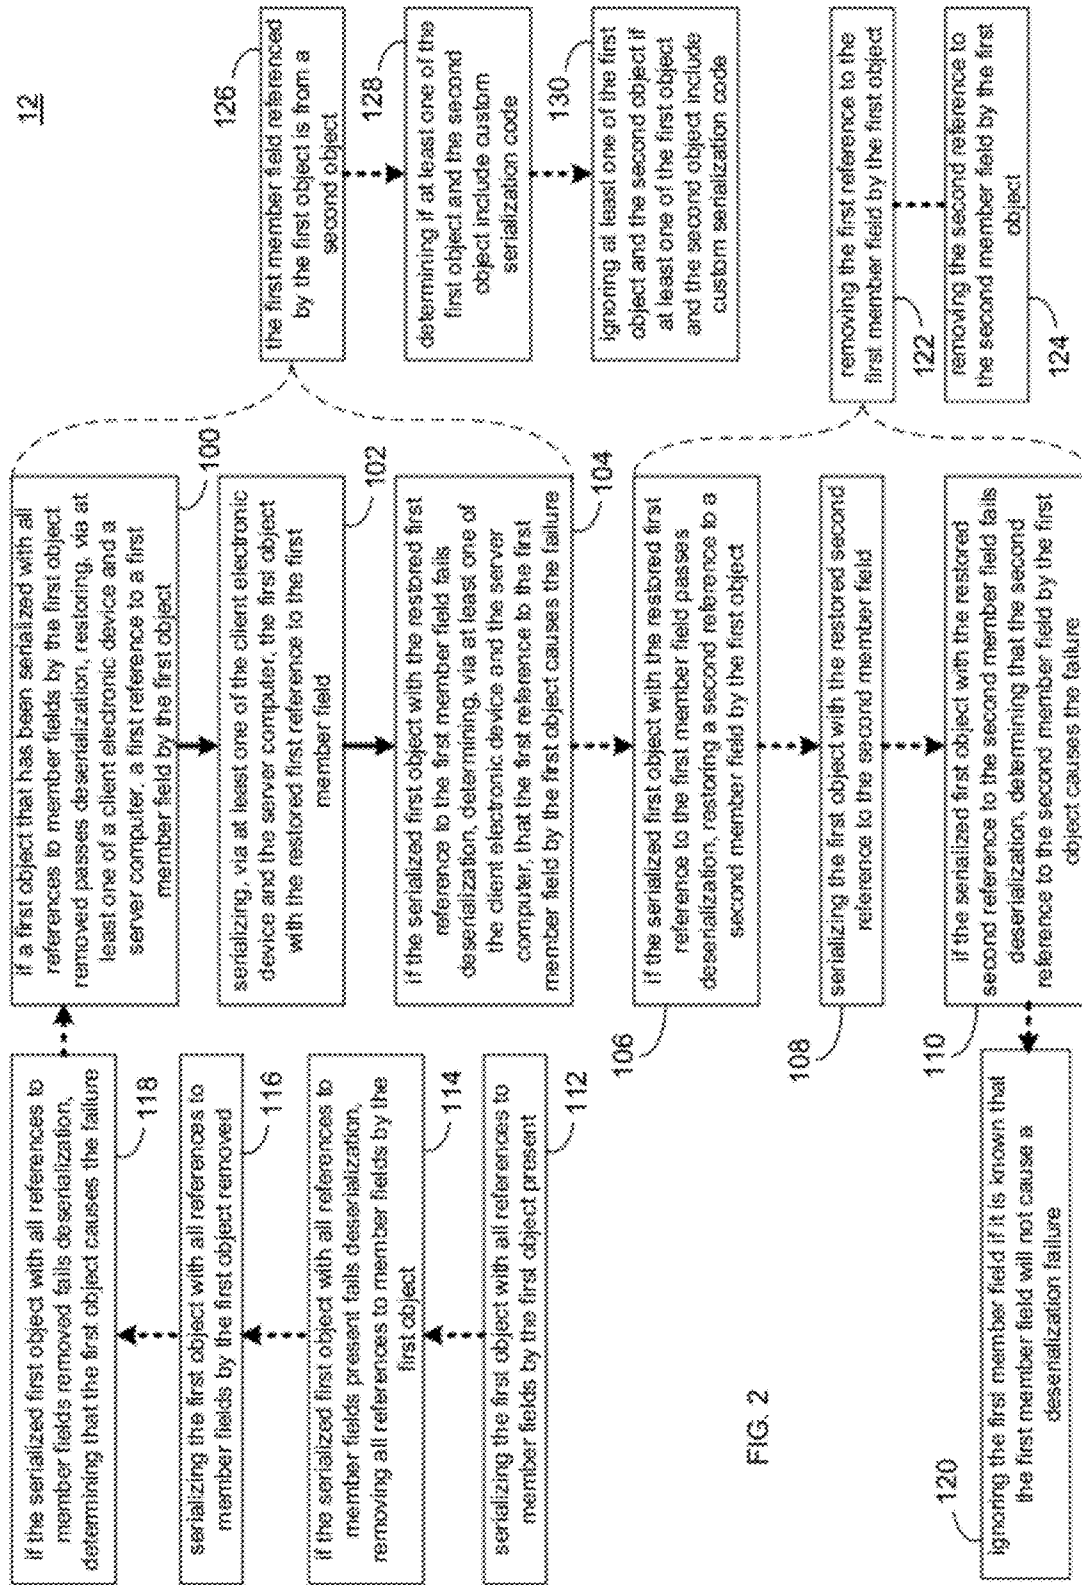 12
if the serialized first object with all references to
member fields removed fails deserialization,
determining that the first object causes the failure
118
serializing the first object with all references to
member fields by the first object removed
116
if the serialized first object with all references to
member fields present fails deserialization,
removing all references to member fields by the
first object
114
serializing the first object with all references to
member fields by the first object present
112
FIG. 2
ignoring the first member field if it is known that
the first member field will not cause a
deserialization failure
120
if a first object that has been serialized with all
references to member fields by the first object
removed passes deserialization, restoring, via at
least one of a client electronic device and a
server computer, a first reference to a first
member field by the first object
100
serializing, via at least one of the client electronic
device and the server computer, the first object
with the restored first reference to the first
member field
102
if the serialized first object with the restored first
reference to the first member field fails
deserialization, determining, via at least one of
the client electronic device and the server
computer, that the first reference to the first
member field by the first object causes the failure
104
if the serialized first object with the restored first
reference to the first member field passes
deserialization, restoring a second reference to a
second member field by the first object
106
serializing the first object with the restored second
reference to the second member field
108
if the serialized first object with the restored
second reference to the second member field fails
deserialization, determining that the second
reference to the second member field by the first
object causes the failure
110
the first member field referenced
by the first object is from a
second object
126
determining if at least one of the
first object and the second
object include custom
serialization code
128
ignoring at least one of the first
object and the second object if
at least one of the first object
and the second object include
custom serialization code
130
removing the first reference to the
first member field by the first object
122
removing the second reference to
the second member field by the first
object
124